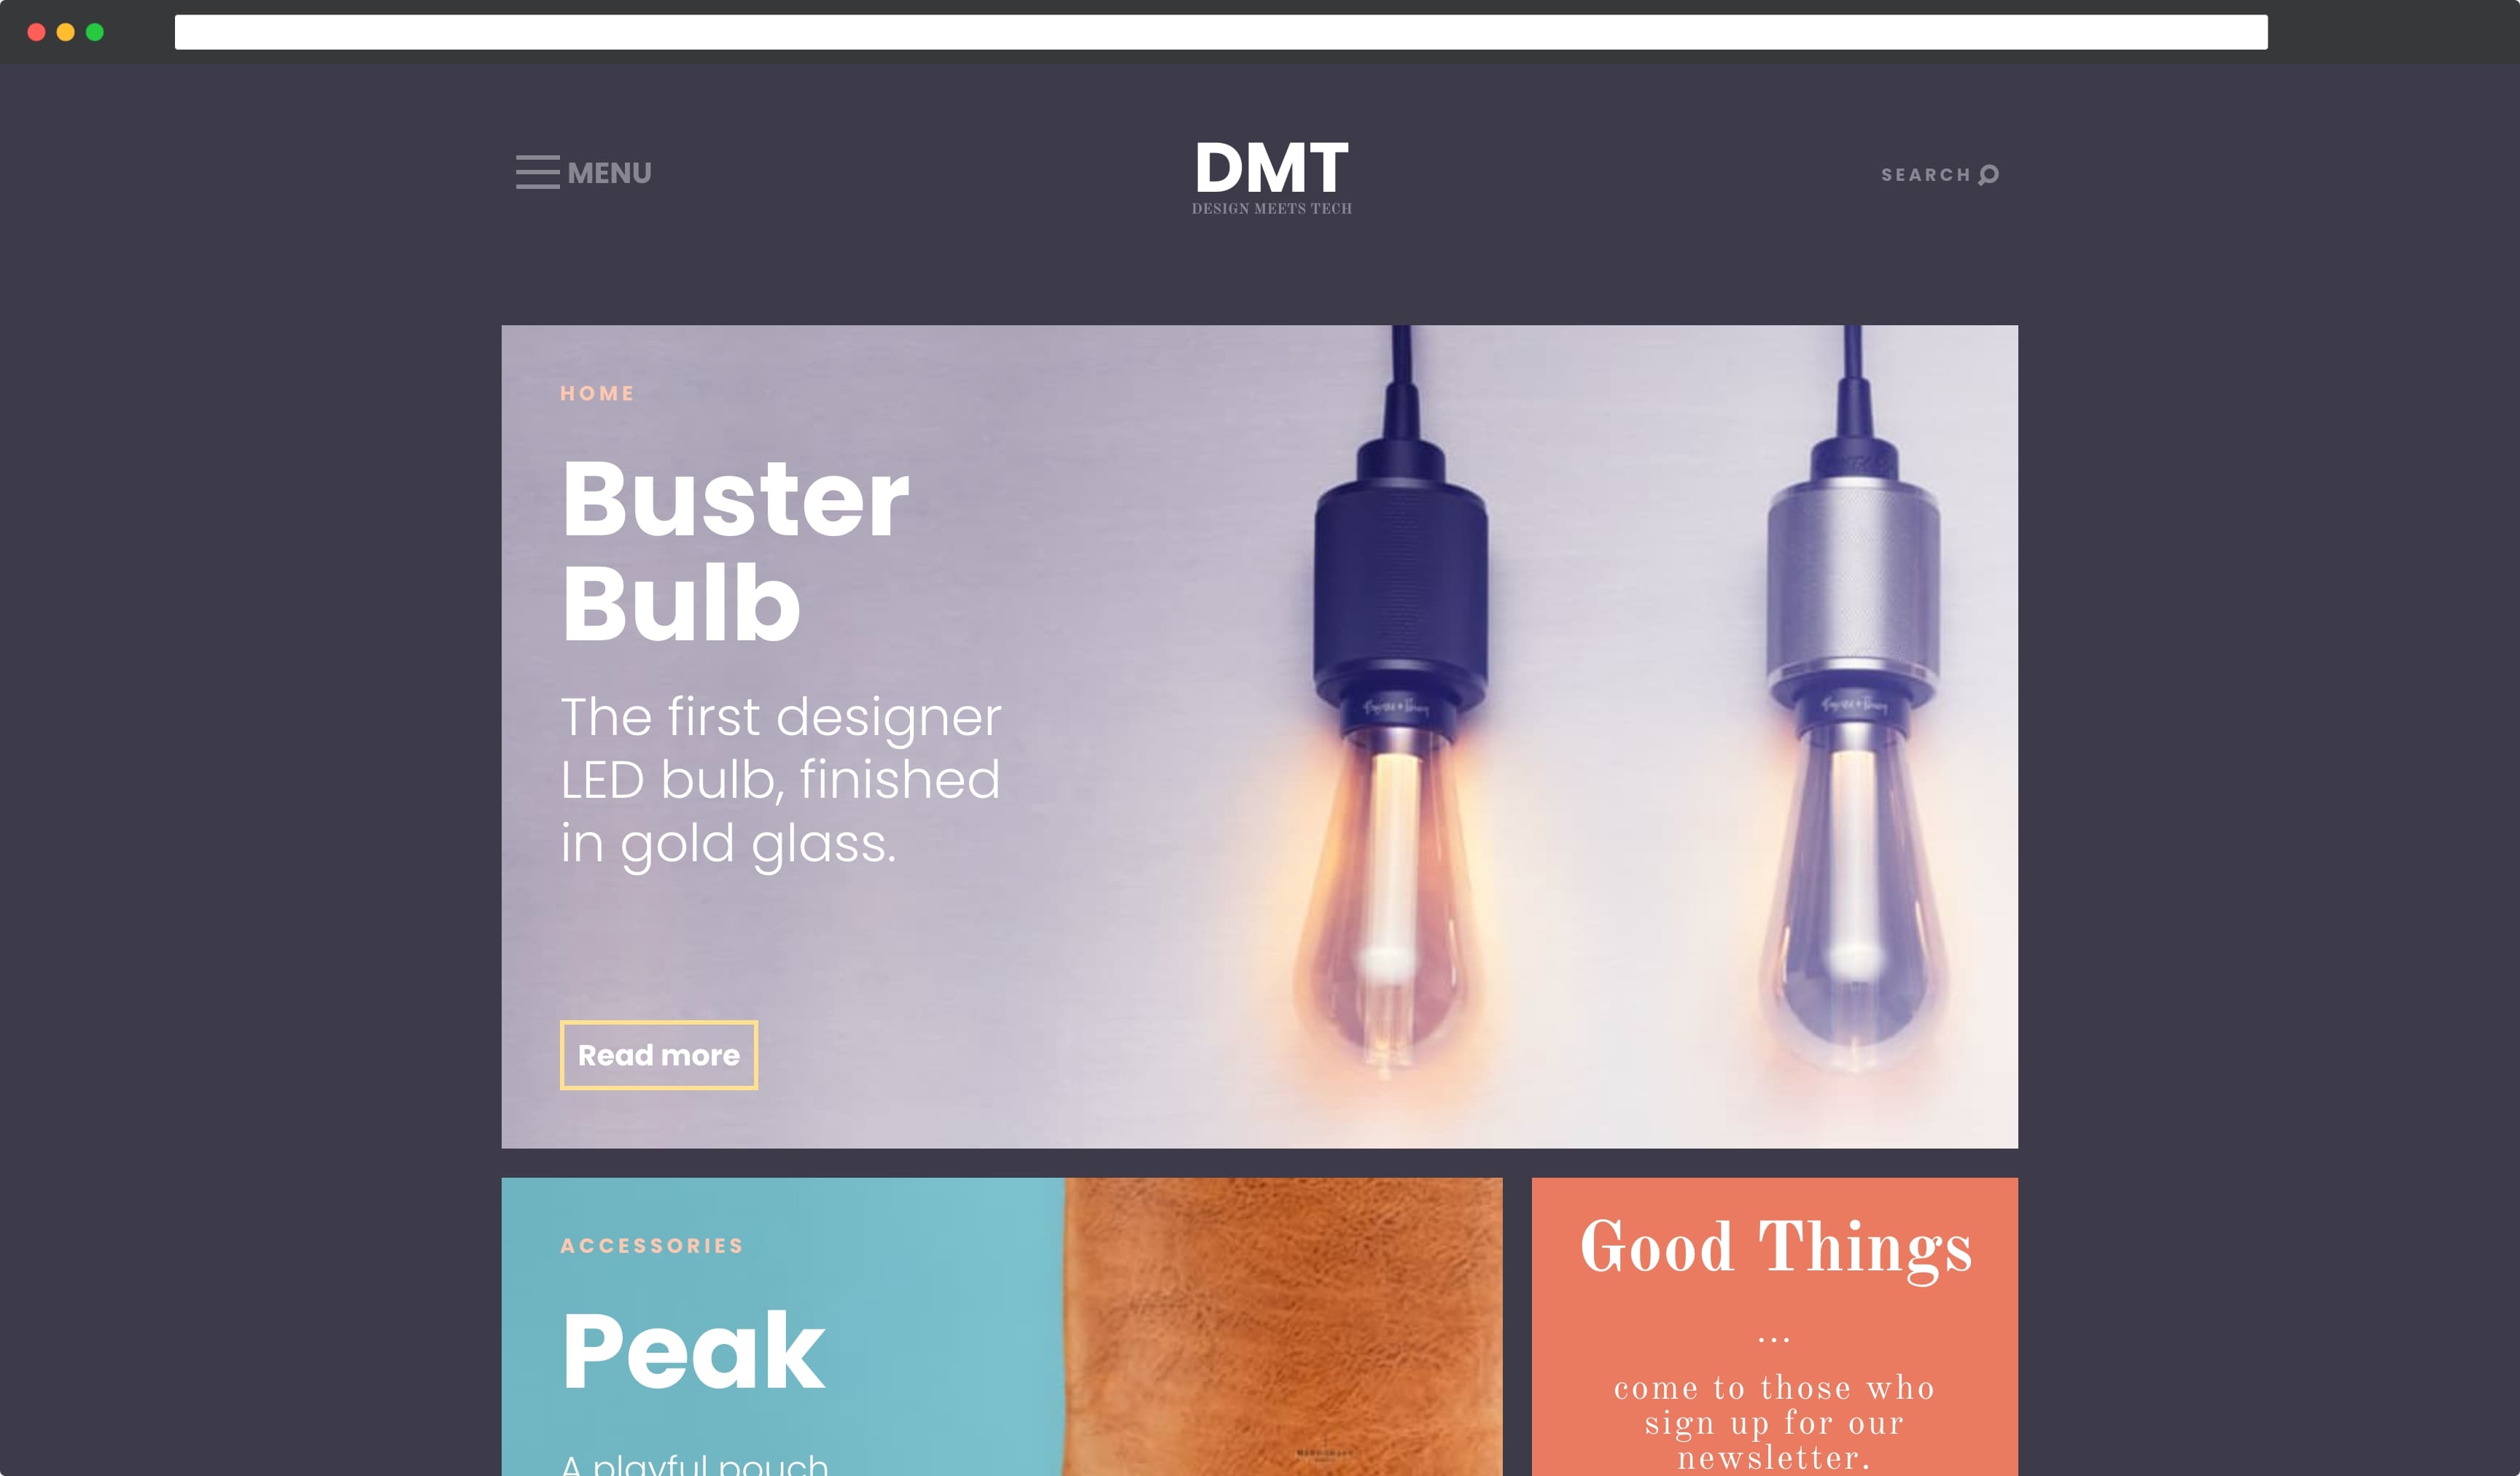 MENU
DMT
DESIGN MEETS TECH
SEARCH
HOME
Buster
Bulb
The first designer
LED bulb, finished
in gold glass.
Read more
ACCESSORIES
Peak
A playful pouch
Good Things
...
come to those who
sign up for our
newsletter.